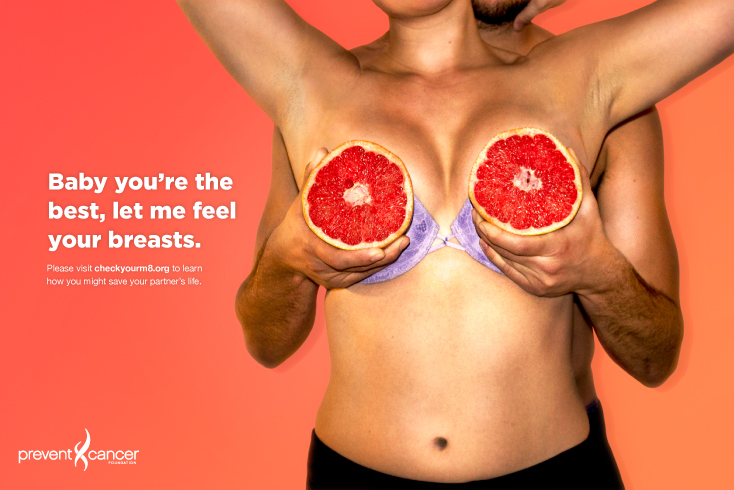 Baby you're the
best, let me feel
your breasts.
Please visit checkyourm8.org to learn
how you might save your partner's life.
prevent cancer
FOUNDATION